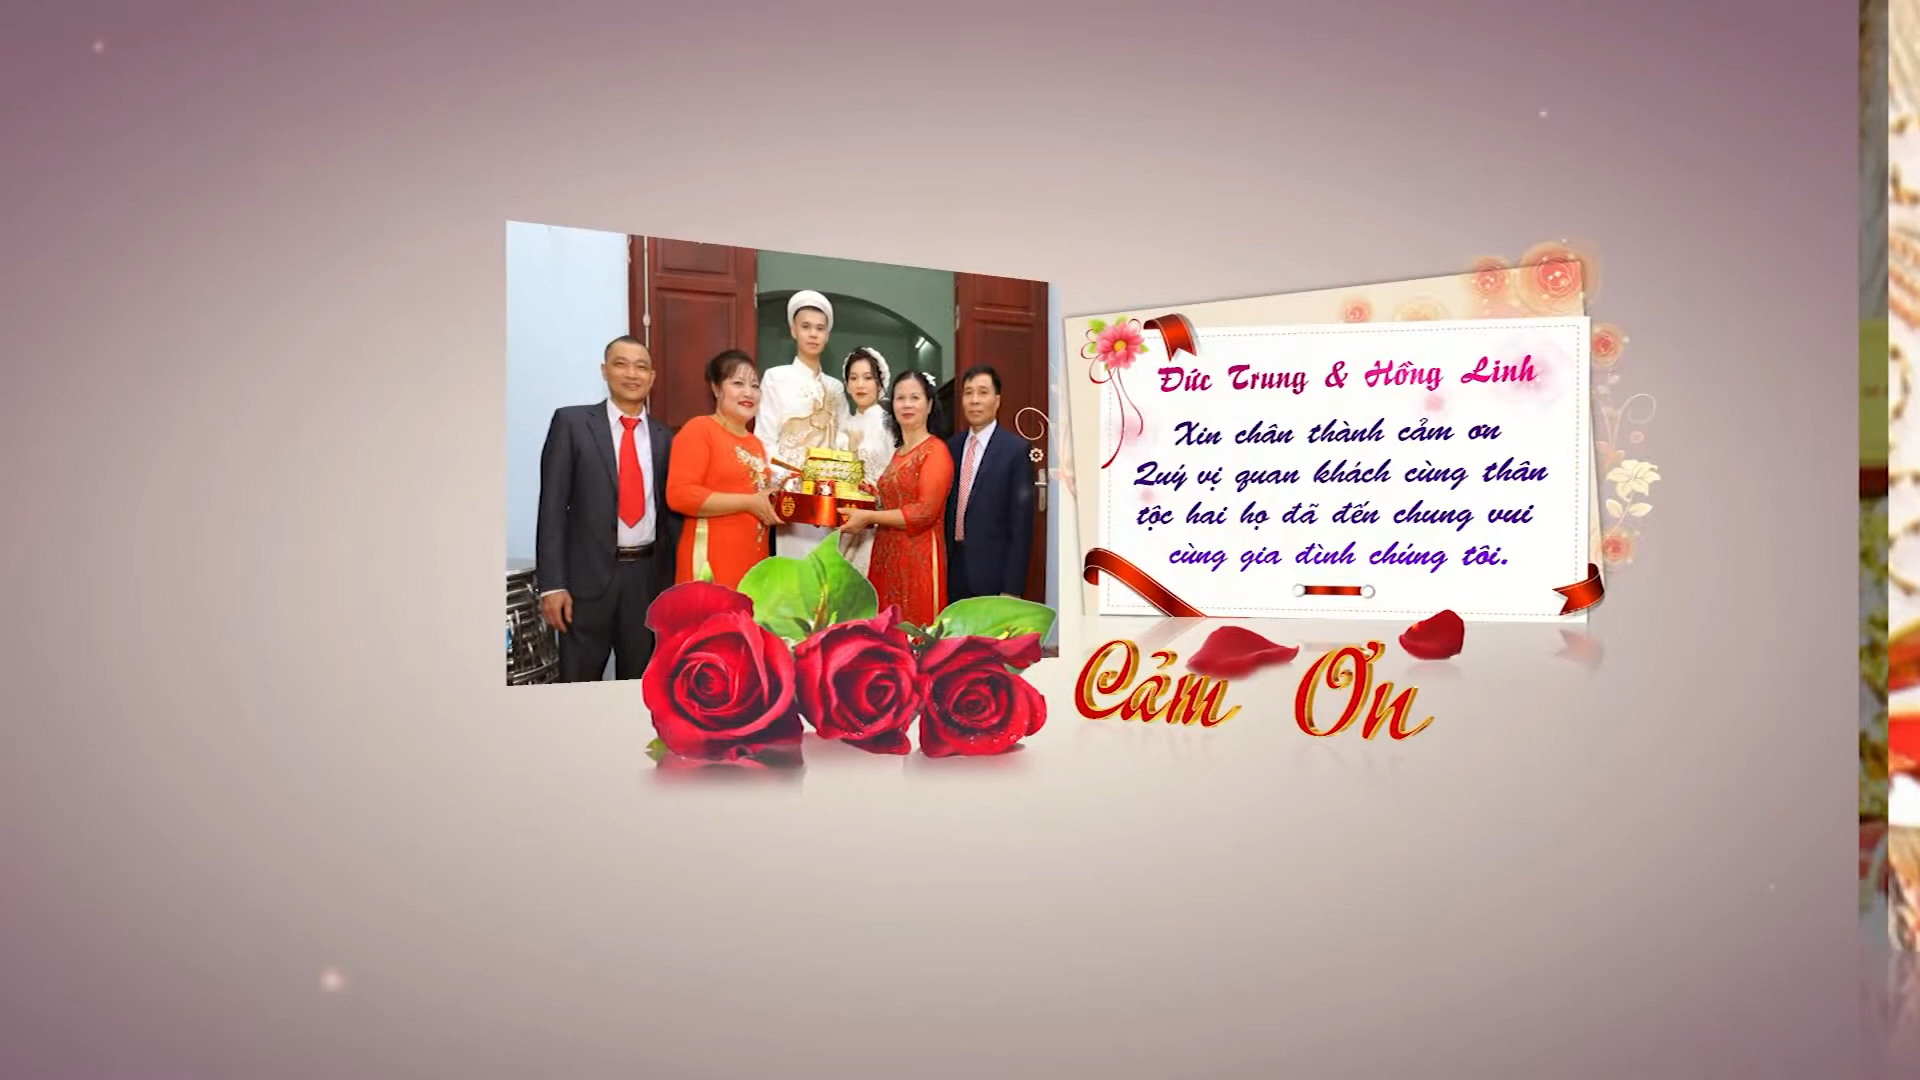 Đức Trung & Hồng Linh
Xin chân thành cảm ơn
Quý vị quan khách cùng thân
tộc hai họ đã đến chung vui
cùng gia đình chúng tôi.
Cảm Ơn